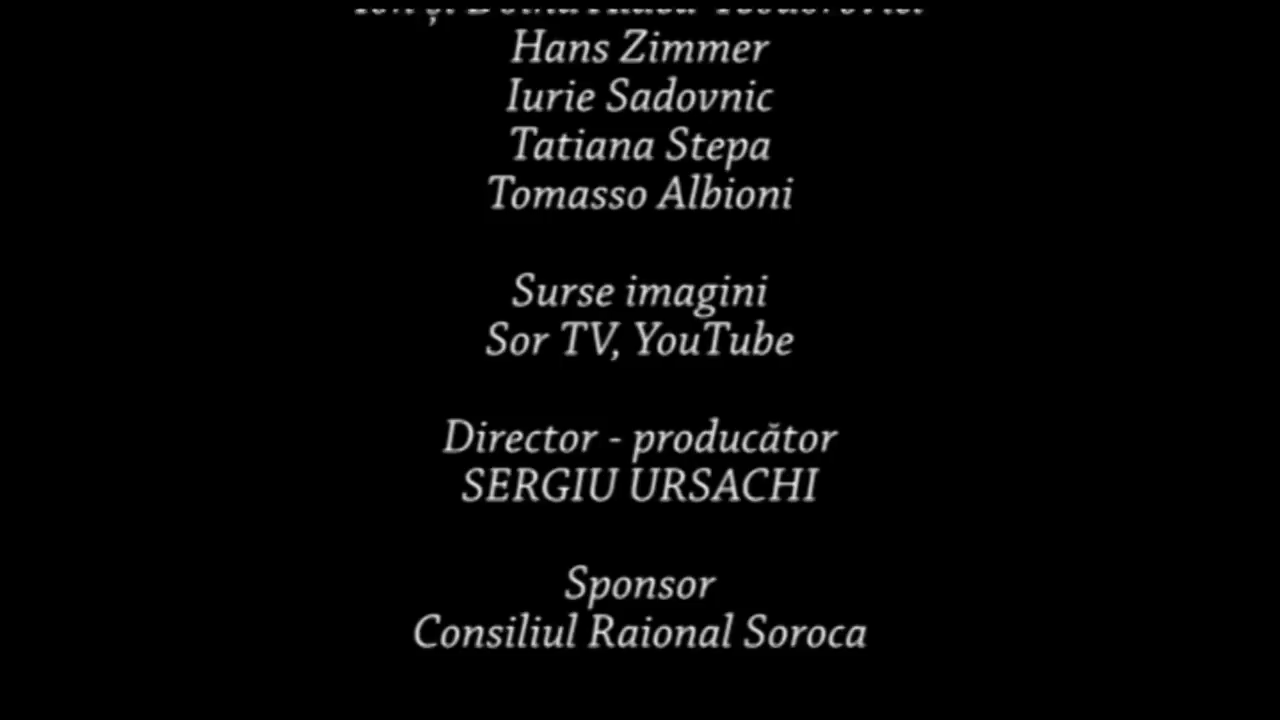 Hans Zimmer
Iurie Sadovnic
Tatiana Stepa
Tomasso Albioni
Surse imagini
Sor TV, YouTube
Director - producător
SERGIU URSACHI
Sponsor
Consiliul Raional Soroca